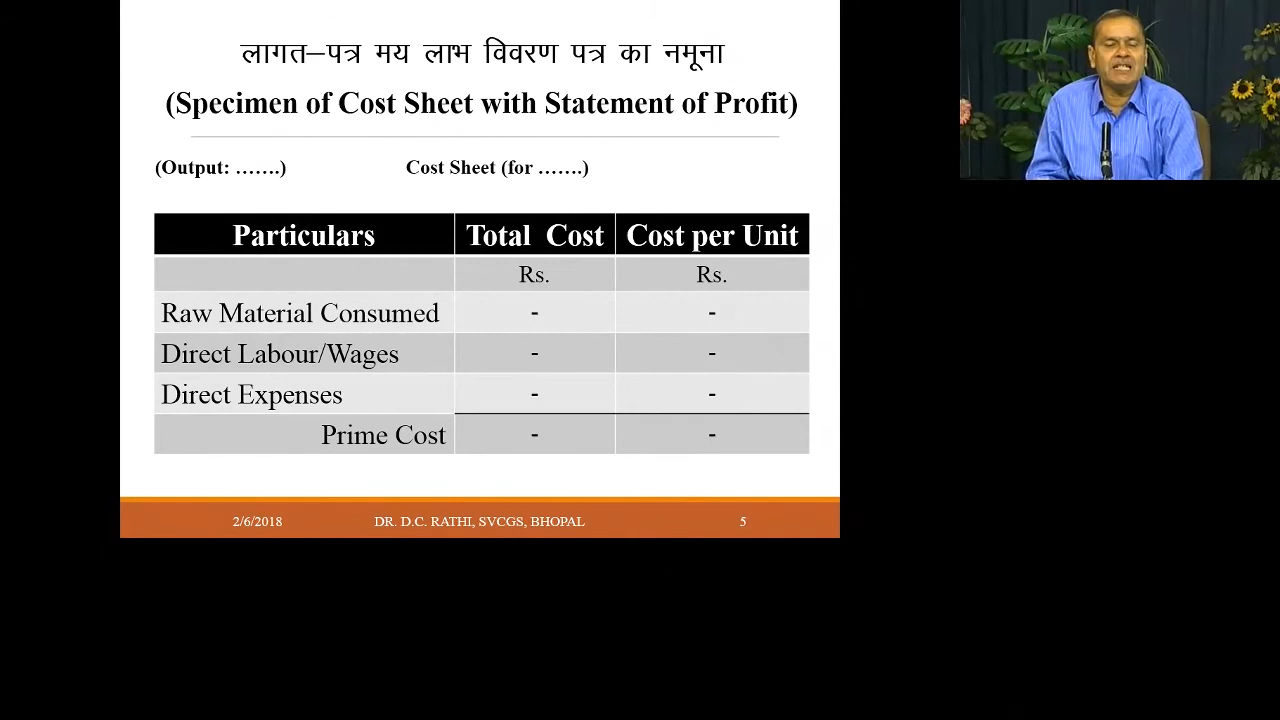 लागत–पत्र मय लाभ विवरण पत्र का नमूना
(Specimen of Cost Sheet with Statement of Profit)
(Output: …….) Cost Sheet (for …….)
Particulars Total Cost Cost per Unit
Rs. Rs.
Raw Material Consumed - -
Direct Labour/Wages - -
Direct Expenses - -
Prime Cost - -
2/6/2018 DR. D.C. RATHI, SVCGS, BHOPAL 5